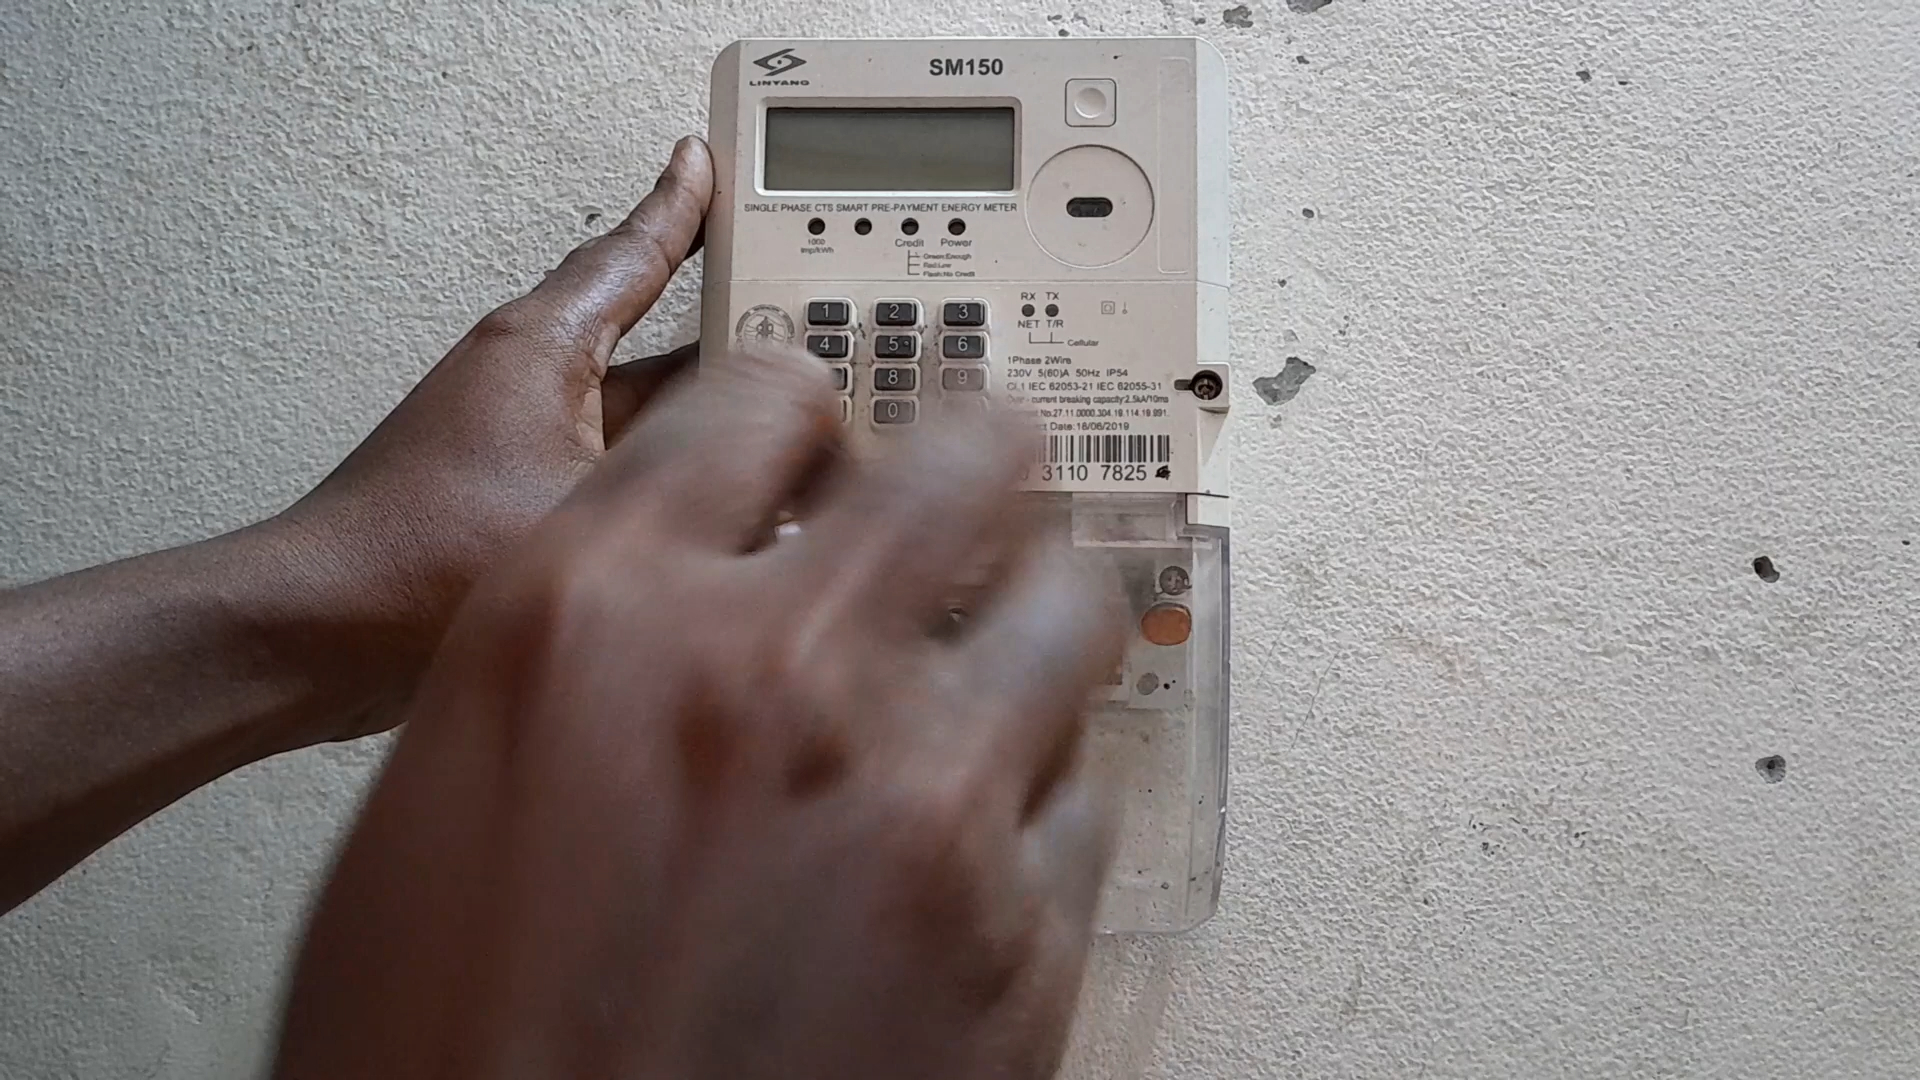 LINYANG
SM150
SINGLE PHASE CTS SMART PRE-PAYMENT ENERGY METER
1000
imp/kWh
Credit
Power
Green:Enough
Red:Low
Flash:No Credit
1 2 3
4 5 6
8 9
0
RX TX
NET T/R
Cellular
1Phase 2Wire
230V 5(60)A 50Hz IP54
CL1 IEC 62053-21 IEC 62055-31
- current breaking capacity:2.5kA/10ms
No.27.11.0000.304.19.114.19.991.
Date:18/06/2019
3110 7825